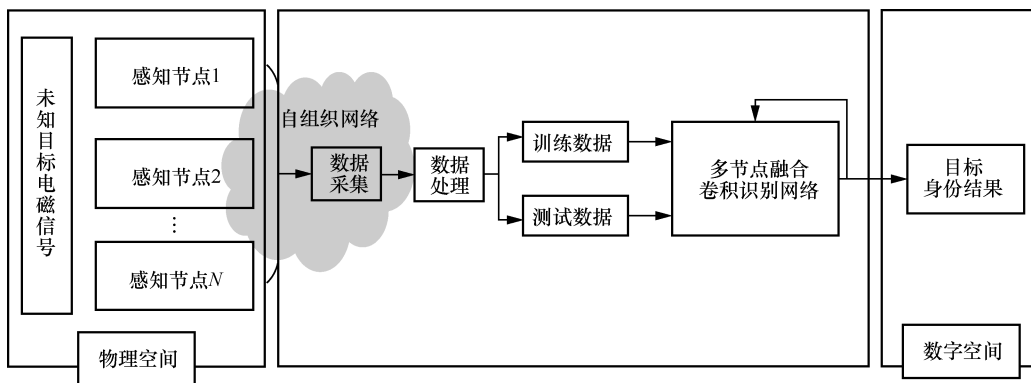 未知目标电磁信号
感知节点1
感知节点2
⋮
感知节点N
物理空间
自组织网络
数据
采集
数据
处理
训练数据
测试数据
多节点融合
卷积识别网络
目标
身份结果
数字空间